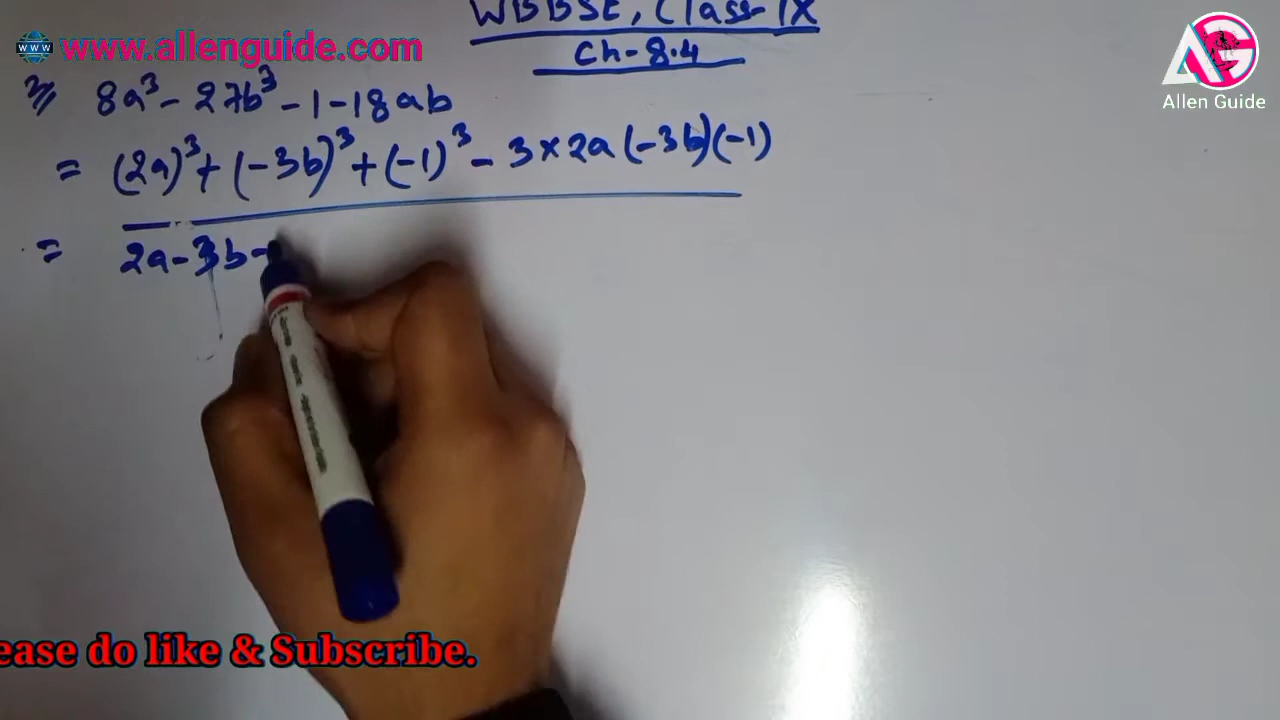 WBBSE, Class-IX
Ch-8.4
www.allenguide.com
AG
Allen Guide
8a³ - 27b³ - 1 - 18ab
= (2a)³ + (-3b)³ + (-1)³ - 3×2a(-3b)(-1)
= 2a-3b-
ease do like & Subscribe.